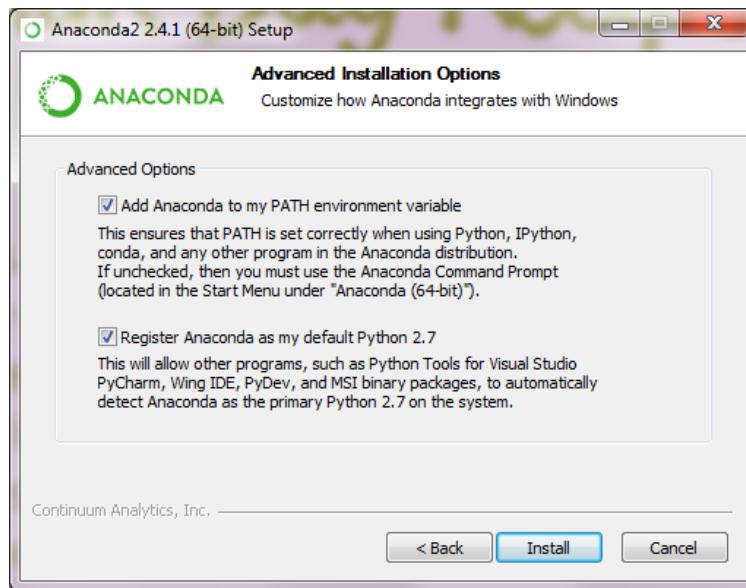 Anaconda2 2.4.1 (64-bit) Setup
ANACONDA
Advanced Installation Options
Customize how Anaconda integrates with Windows
Advanced Options
Add Anaconda to my PATH environment variable
This ensures that PATH is set correctly when using Python, IPython,
conda, and any other program in the Anaconda distribution.
If unchecked, then you must use the Anaconda Command Prompt
(located in the Start Menu under "Anaconda (64-bit)").
Register Anaconda as my default Python 2.7
This will allow other programs, such as Python Tools for Visual Studio
PyCharm, Wing IDE, PyDev, and MSI binary packages, to automatically
detect Anaconda as the primary Python 2.7 on the system.
Continuum Analytics, Inc.
< Back
Install
Cancel